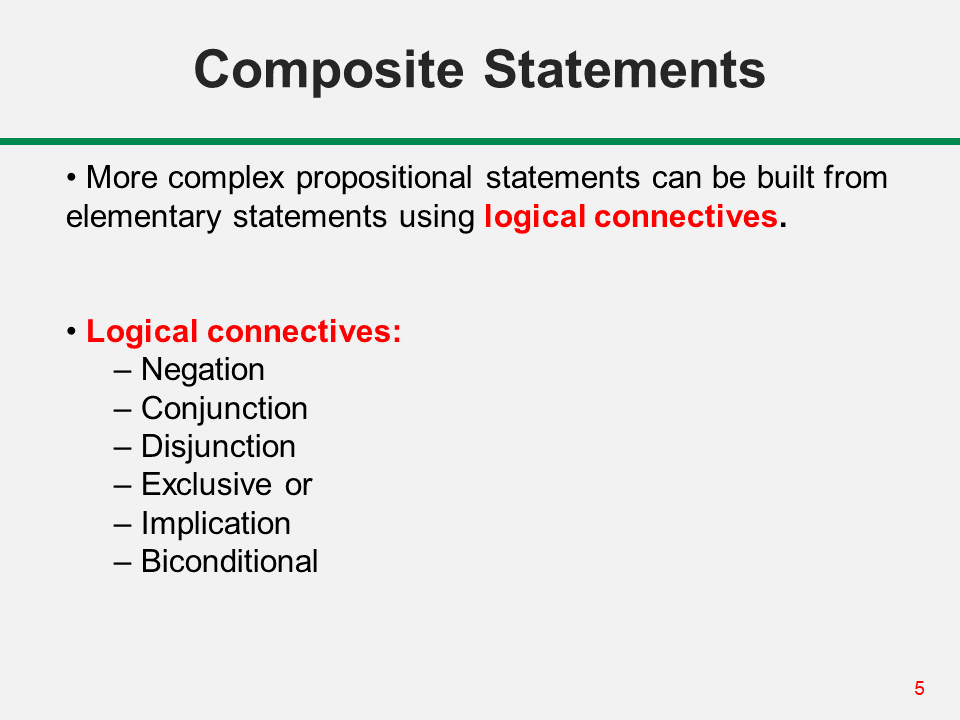 Composite Statements
• More complex propositional statements can be built from
elementary statements using logical connectives.
• Logical connectives:
– Negation
– Conjunction
– Disjunction
– Exclusive or
– Implication
– Biconditional
5